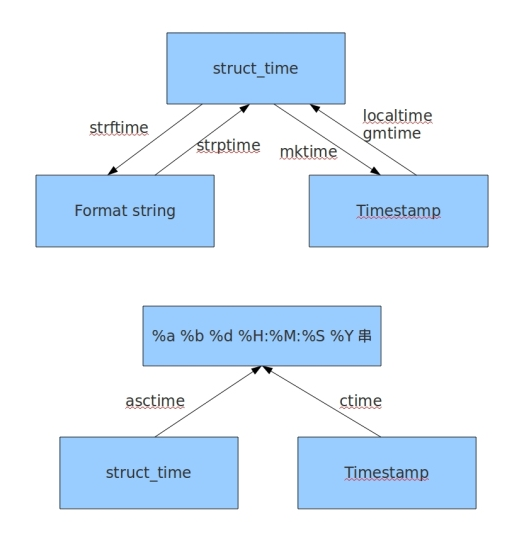 struct_time
strftime
strptime
mktime
localtime
gmtime
Format string
Timestamp
%a %b %d %H:%M:%S %Y 串
asctime
ctime
struct_time
Timestamp